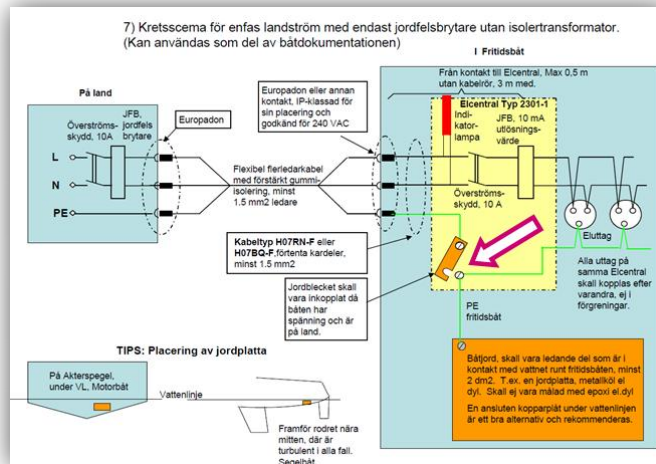 7) Kretsscema för enfas landström med endast jordfelsbrytare utan isolertransformator.
(Kan användas som del av båtdokumentationen)
På land
JFB,
jordfels
brytare
Överströms-
skydd, 10A
L
N
PE
Europadon
Europadon eller annan
kontakt, IP-klassad för
sin placering och
godkänd för 240 VAC
Flexibel flerledarkabel
med förstärkt gummi-
isolering, minst
1.5 mm2 ledare
Kabeltyp H07RN-F eller
H07BQ-F,förtenta kardeler,
minst 1.5 mm2
Jordblecket skall
vara inkopplat då
båten har
spänning och är
på land.
I Fritidsbåt
Från kontakt till Elcentral, Max 0,5 m
utan kabelrör, 3 m med.
Elcentral Typ 2301-1
Indi-
kator-
lampa
JFB, 10 mA
utlösnings-
värde
Överströms-
skydd, 10 A
Eluttag
Alla uttag på
samma Elcentral
skall kopplas efter
varandra, ej i
förgreningar.
PE
fritidsbåt
Båtjord, skall vara ledande del som är i
kontakt med vattnet runt fritidsbåten, minst
2 dm2. T.ex. en jordplatta, metallköl el
dyl. Skall ej vara målad med epoxi el.dyl
En ansluten kopparplåt under vattenlinjen
är ett bra alternativ och rekommenderas.
TIPS: Placering av jordplatta
På Akterspegel,
under VL, Motorbåt
Vattenlinje
Framför rodret nära
mitten, där är
turbulent i alla fall.
Segelbåt